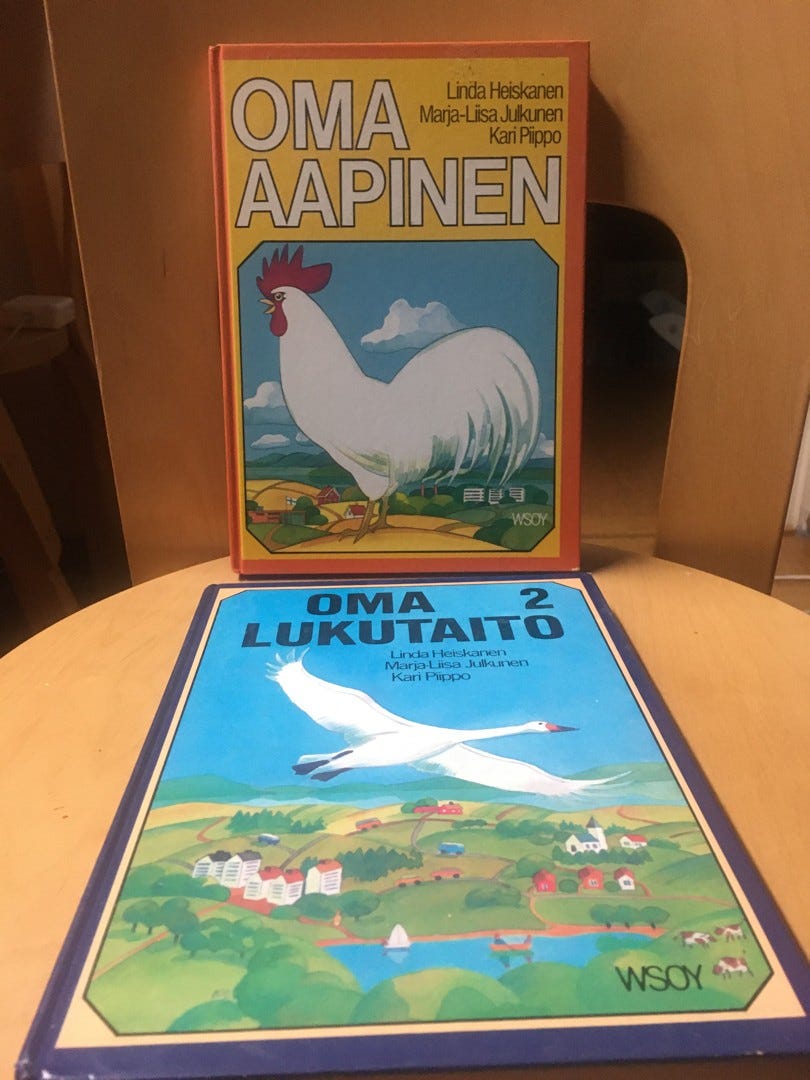 OMA
AAPINEN
Linda Heiskanen
Marja-Liisa Julkunen
Kari Piippo
WSOY
OMA 2
LUKUTAITO
Linda Heiskanen
Marja-Liisa Julkunen
Kari Piippo
WSOY